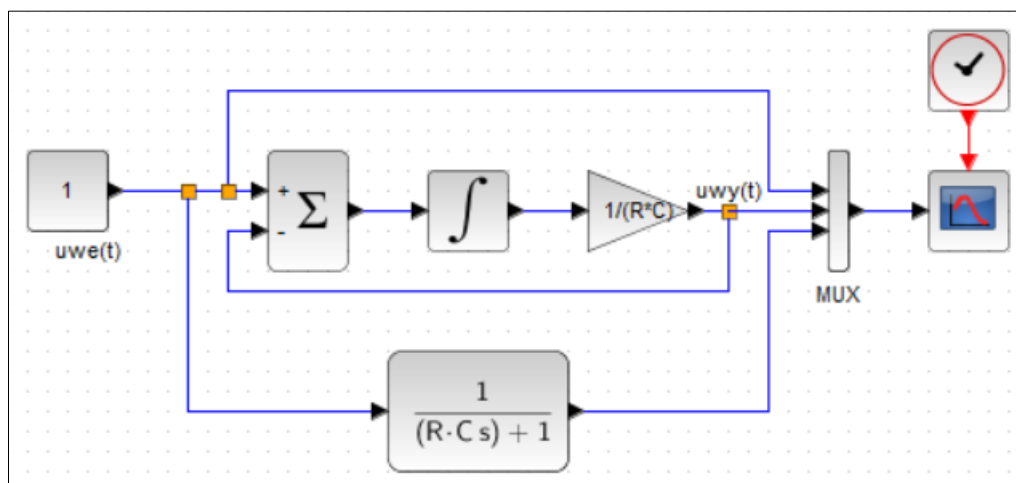 1
uwe(t)
+
-
Σ
∫
1/(R*C)
uwy(t)
MUX
1
(R·C s) + 1